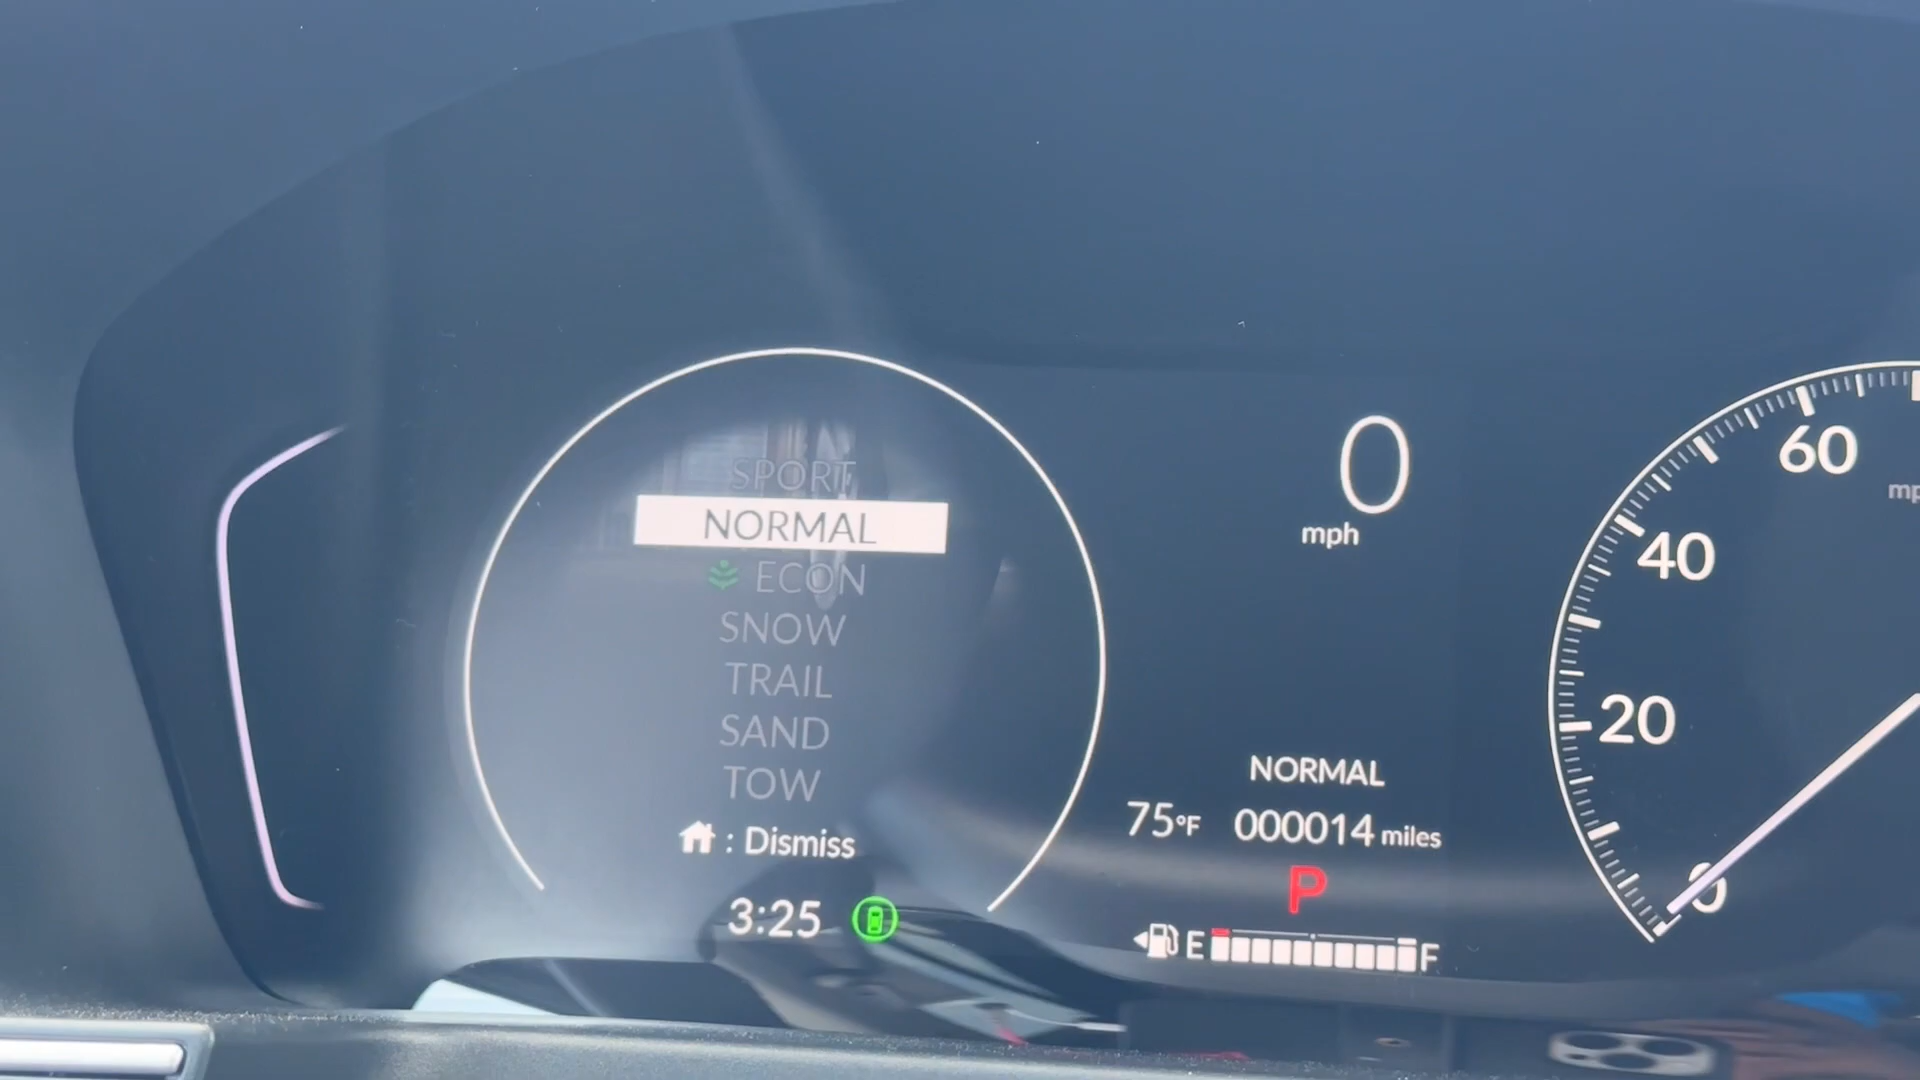 SPORT
NORMAL
ECON
SNOW
TRAIL
SAND
TOW
: Dismiss
3:25
0
mph
NORMAL
75°F 000014 miles
P
E F
60
40
20
0